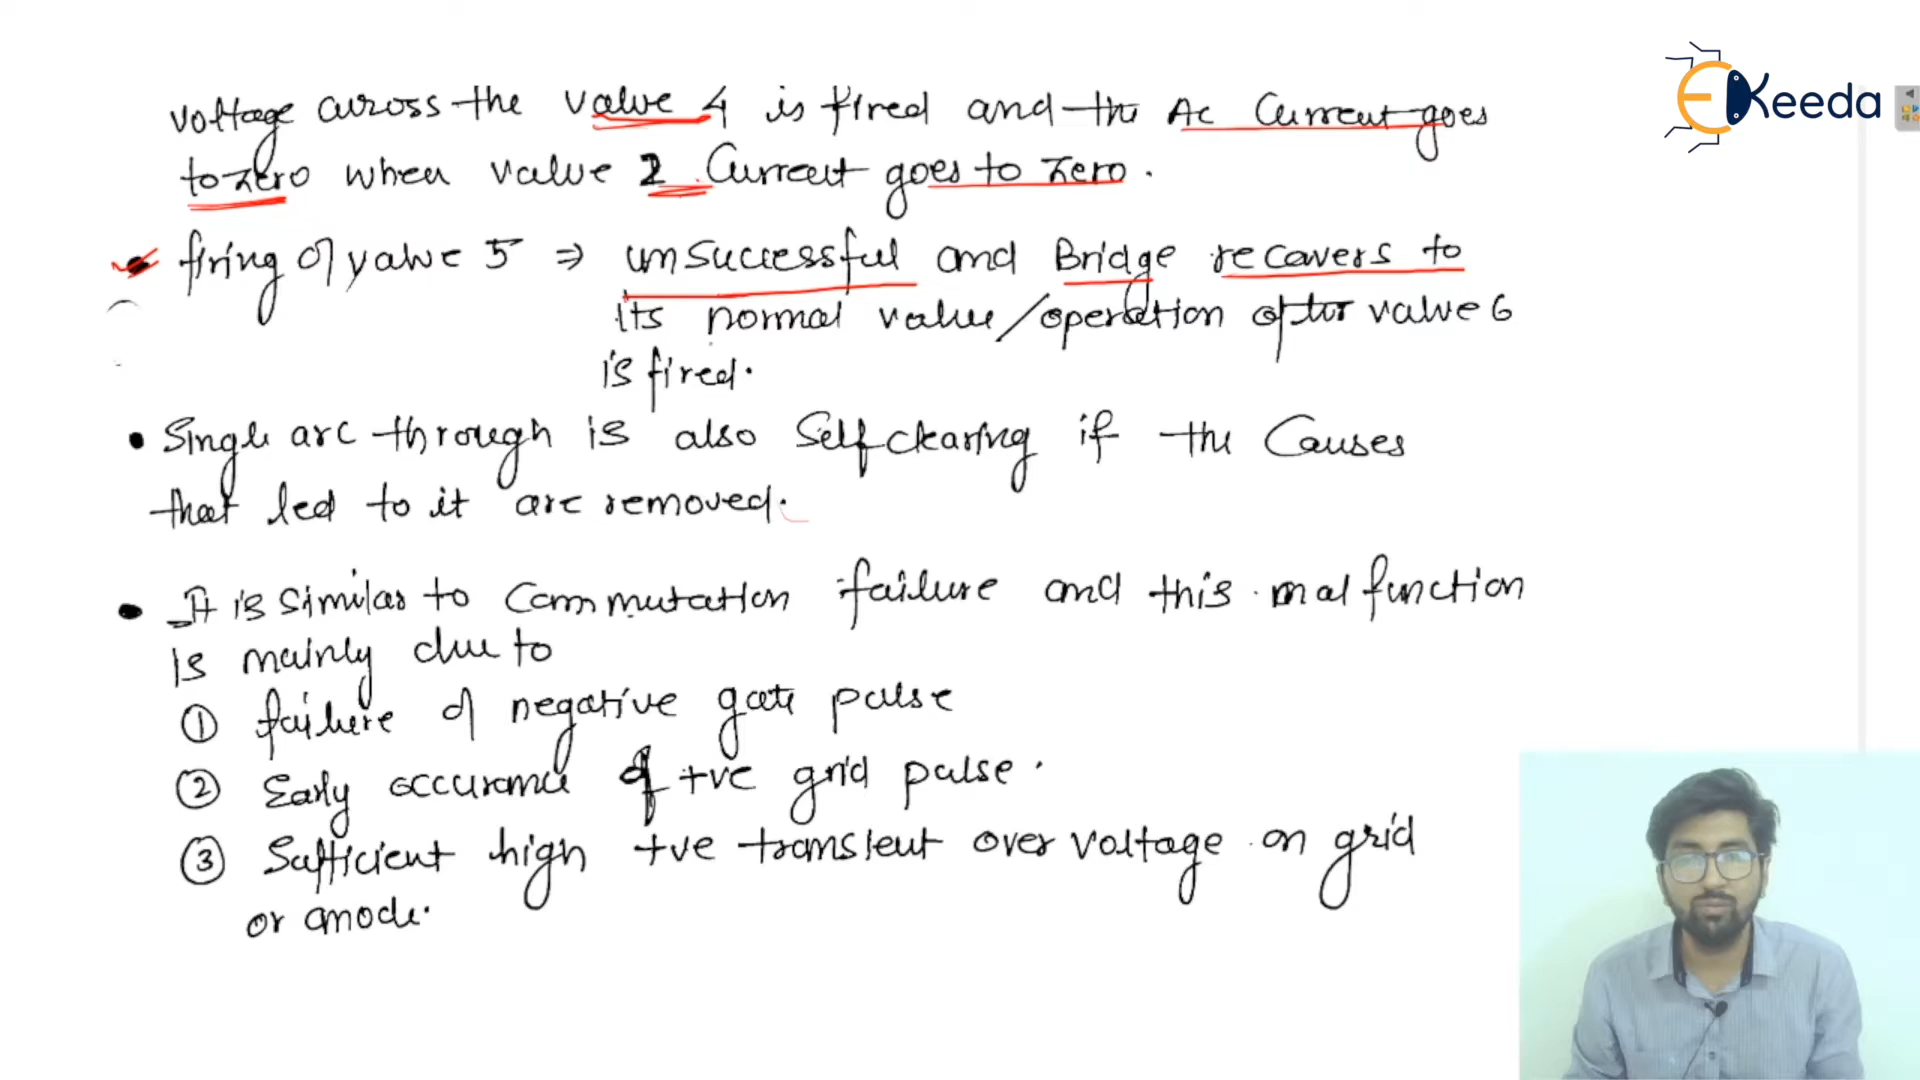 EKeeda
voltage across the valve 4 is fired and the Ac Current goes
to zero when valve 2 Current goes to zero.
firing of valve 5 ⇒ unsuccessful and Bridge recovers to
its normal value/operation after valve 6
is fired.
Single arc through is also Self clearing if the Causes
that led to it are removed.
It is similar to Commutation failure and this malfunction
is mainly due to
① failure of negative gate pulse
② Early occurance of +ve grid pulse.
③ Sufficient high +ve transient over voltage on grid
or anode.